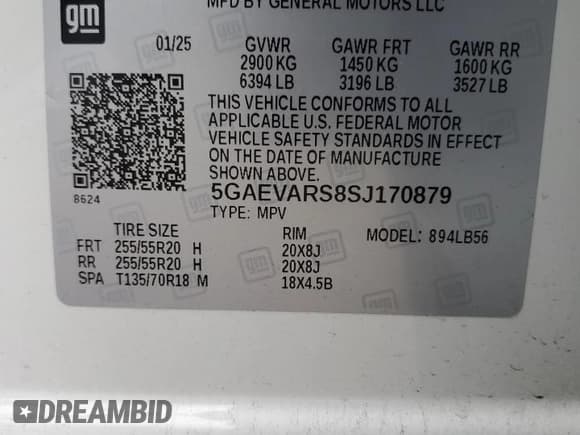 gm
MFD BY GENERAL MOTORS LLC
01/25 GVWR GAWR FRT GAWR RR
2900 KG 1450 KG 1600 KG
6394 LB 3196 LB 3527 LB
THIS VEHICLE CONFORMS TO ALL
APPLICABLE U.S. FEDERAL MOTOR
VEHICLE SAFETY STANDARDS IN EFFECT
ON THE DATE OF MANUFACTURE
SHOWN ABOVE.
8624
5GAEVARS8SJ170879
TYPE: MPV
TIRE SIZE RIM MODEL: 894LB56
FRT 255/55R20 H 20X8J
RR 255/55R20 H 20X8J
SPA T135/70R18 M 18X4.5B
DREAMBID